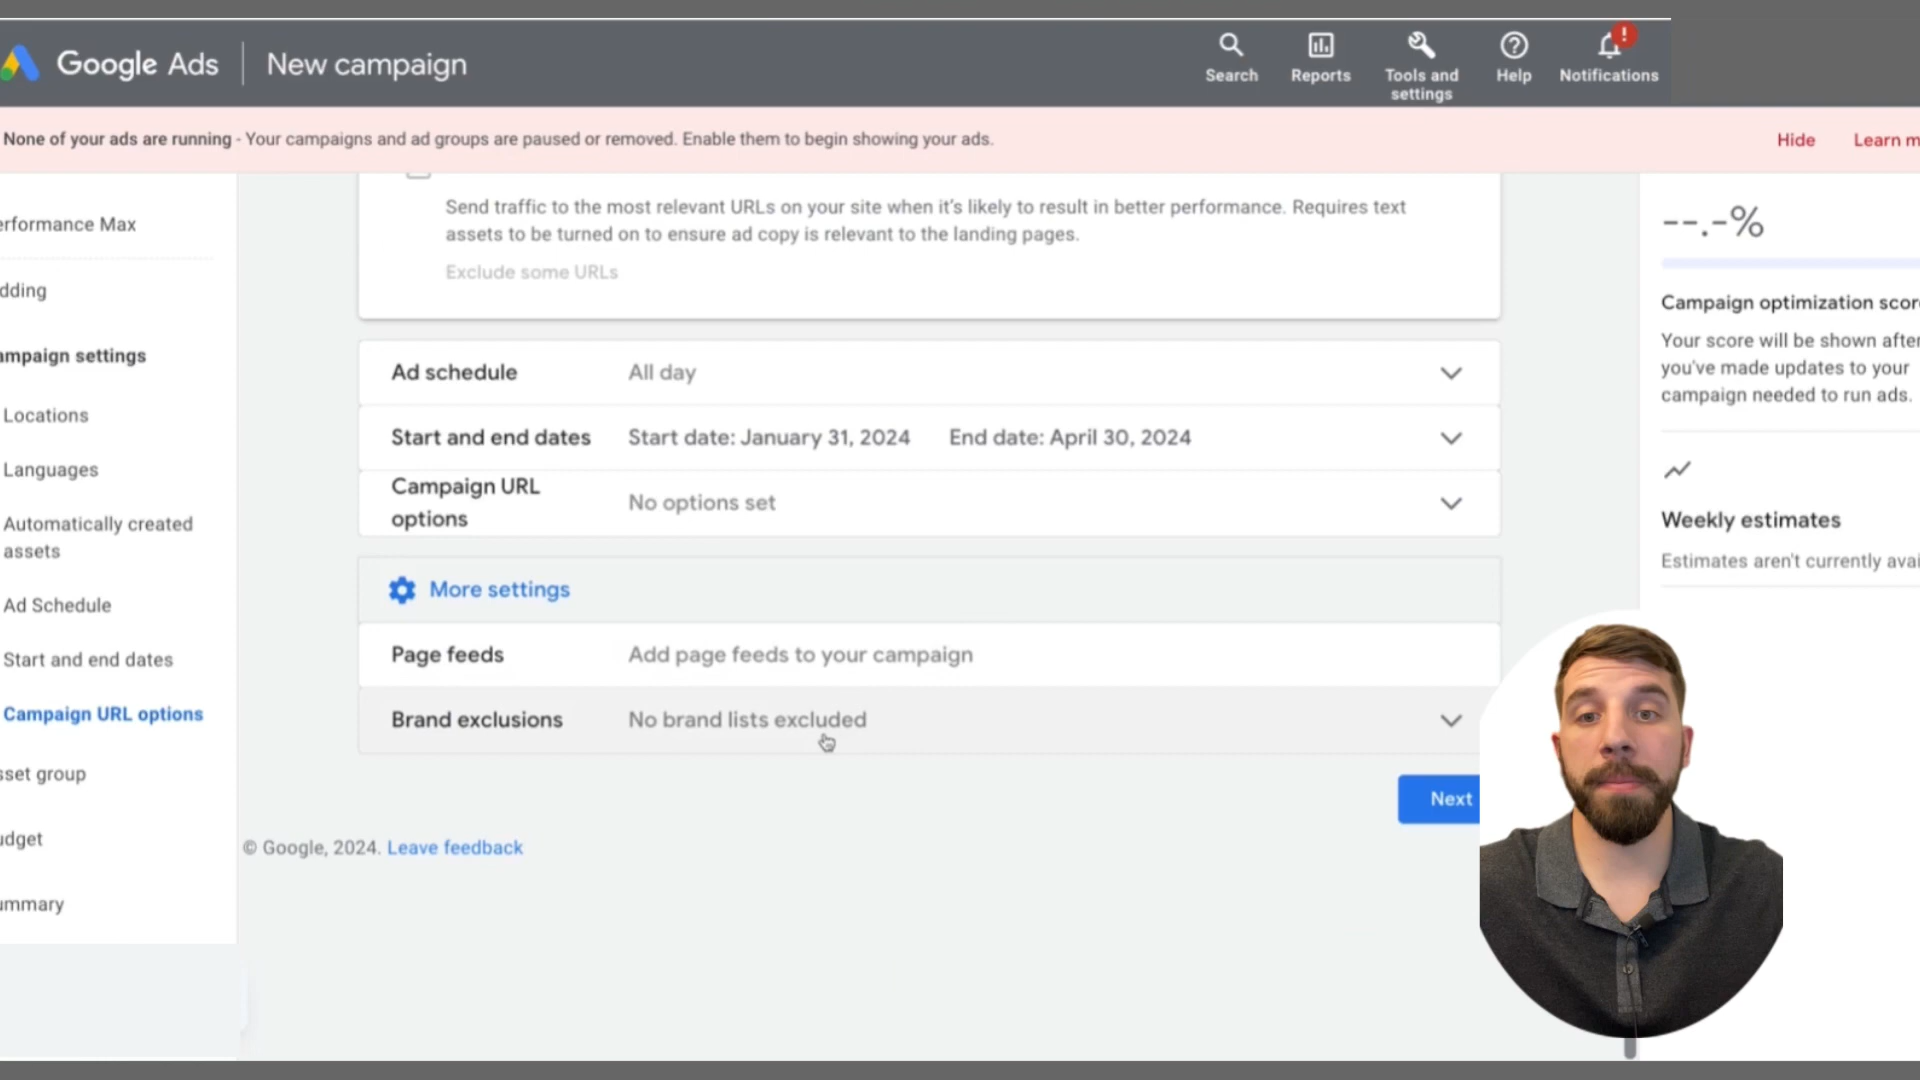 Google Ads
New campaign
Search
Reports
Tools and
settings
Help
!
Notifications
None of your ads are running - Your campaigns and ad groups are paused or removed. Enable them to begin showing your ads.
Hide
Learn m
erformance Max
dding
ampaign settings
Locations
Languages
Automatically created
assets
Ad Schedule
Start and end dates
Campaign URL options
sset group
udget
ummary
Send traffic to the most relevant URLs on your site when it's likely to result in better performance. Requires text
assets to be turned on to ensure ad copy is relevant to the landing pages.
Exclude some URLs
Ad schedule
All day
Start and end dates
Start date: January 31, 2024
End date: April 30, 2024
Campaign URL
options
No options set
More settings
Page feeds
Add page feeds to your campaign
Brand exclusions
No brand lists excluded
Next
© Google, 2024. Leave feedback
--.-%
Campaign optimization scor
Your score will be shown after
you've made updates to your
campaign needed to run ads.
Weekly estimates
Estimates aren't currently avai